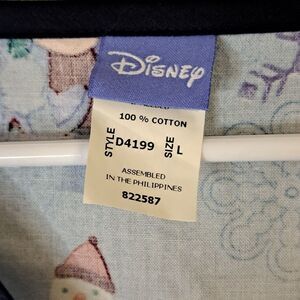 Disney
100 % COTTON
STYLE D4199 SIZE L
ASSEMBLED
IN THE PHILIPPINES
822587